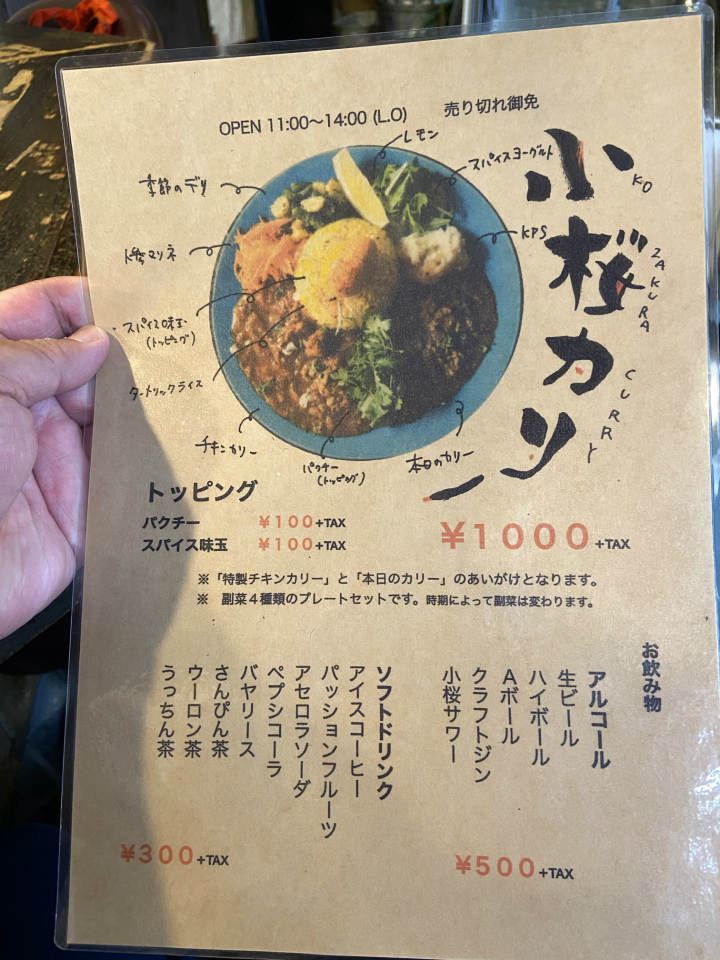 OPEN 11:00～14:00 (L.O)
売り切れ御免
小桜カリー
KO ZAKURA CURRY
レモン
スパイスヨーグルト
KPS
季節のデリ
マリネ
スパイス味玉
(トッピング)
ターメリックライス
チキンカリー
パクチー
(トッピング)
本日のカリー
トッピング
パクチー ¥100+TAX
スパイス味玉 ¥100+TAX
¥1000+TAX
※「特製チキンカリー」と「本日のカリー」のあいがけとなります。
※ 副菜４種類のプレートセットです。時期によって副菜は変わります。
お飲み物
アルコール
生ビール
ハイボール
Aボール
クラフトジン
小桜サワー
¥500+TAX
ソフトドリンク
アイスコーヒー
パッションフルーツ
アセロラソーダ
ペプシコーラ
バヤリース
さんぴん茶
ウーロン茶
うっちん茶
¥300+TAX